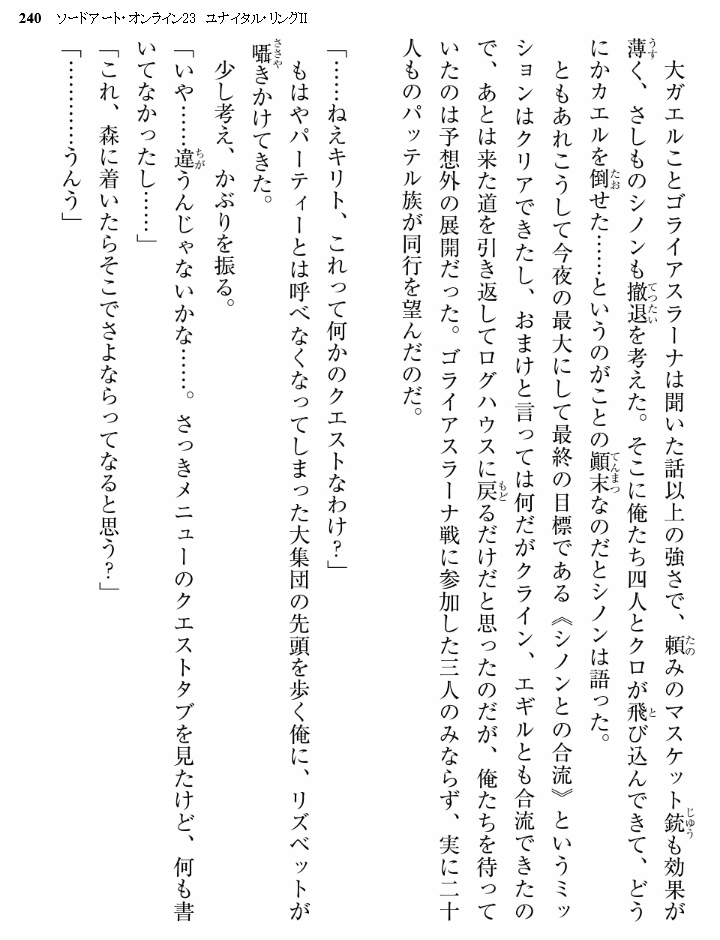 240 ソードアート・オンライン23 ユナイタル・リングII
大ガエルことゴライアスラーナは聞いた話以上の強さで、頼みのマスケット銃も効果が
薄く、さしものシノンも撤退を考えた。そこに俺たち四人とクロが飛び込んできて、どう
にかカエルを倒せた……というのがことの顛末なのだとシノンは語った。
ともあれこうして今夜の最大にして最終の目標である《シノンとの合流》というミッ
ションはクリアできたし、おまけと言っては何だがクライン、エギルとも合流できたの
で、あとは来た道を引き返してログハウスに戻るだけだと思ったのだが、俺たちを待って
いたのは予想外の展開だった。ゴライアスラーナ戦に参加した三人のみならず、実に二十
人ものパッテル族が同行を望んだのだ。
「……ねえキリト、これって何かのクエストなわけ？」
もはやパーティーとは呼べなくなってしまった大集団の先頭を歩く俺に、リズベットが
囁きかけてきた。
少し考え、かぶりを振る。
「いや……違うんじゃないかな……。さっきメニューのクエストタブを見たけど、何も書
いてなかったし……」
「これ、森に着いたらそこでさよならってなると思う？」
「…………うんう」